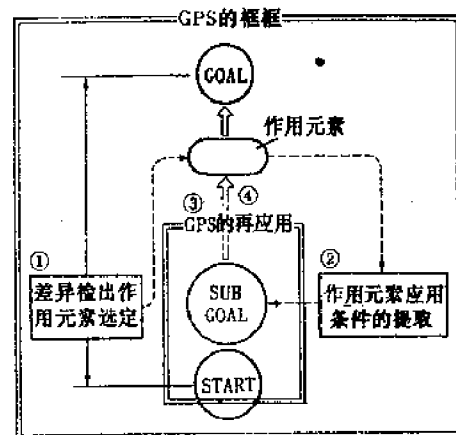 GPS的框框
GOAL
作用元素
③
④
GPS的再应用
①
②
差异检出作
用元素选定
SUB
GOAL
作用元素应用
条件的提取
START